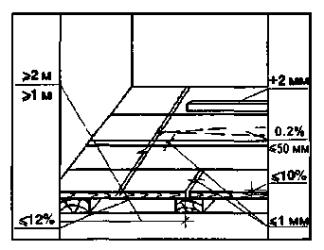 ≥2 м
≥1 м
±2 мм
0.2%
≤50 мм
≤10%
≤12%
≤1 мм